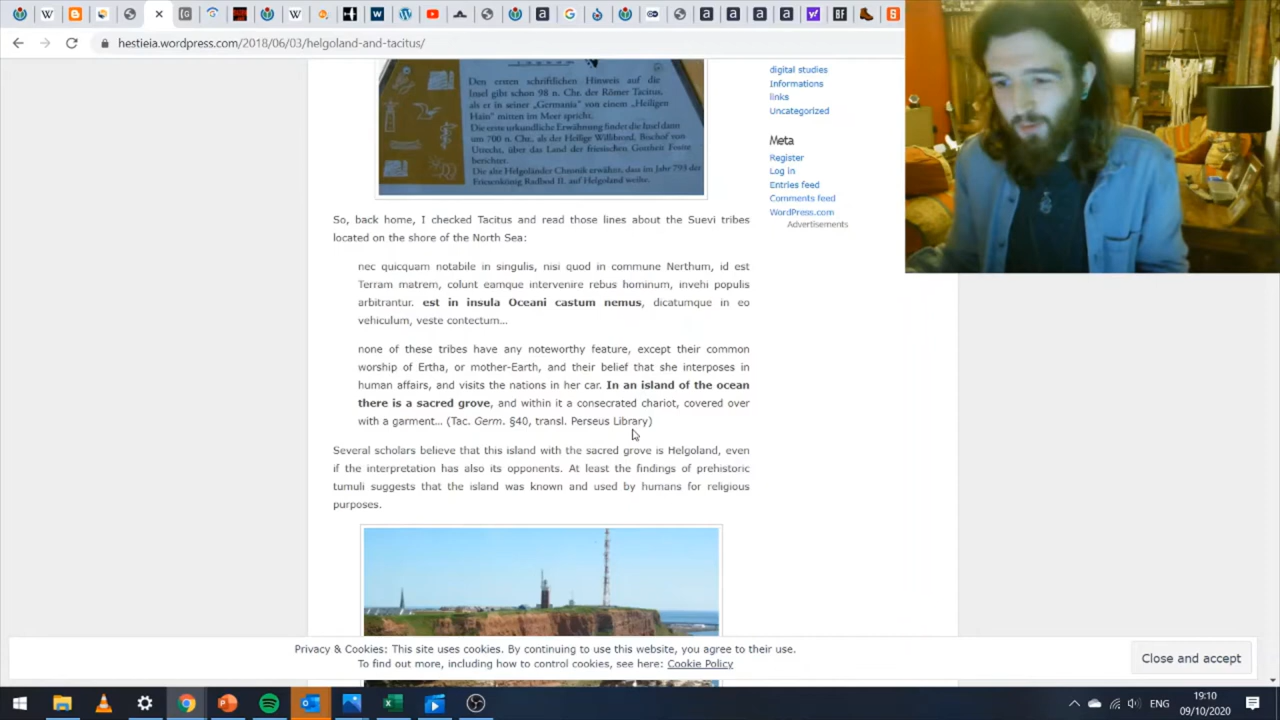 hestieia.wordpress.com/2018/06/03/helgoland-and-tacitus/
Den ersten schriftlichen Hinweis auf die
Insel gibt schon 98 n. Chr. der Römer Tacitus,
als er in seiner „Germania" von einem „Heiligen
Hain" mitten im Meer spricht.
Die erste urkundliche Erwähnung findet die Insel dann
um 700 n. Chr., als der Heilige Willibrord, Bischof von
Utrecht, über das Land der friesischen Gottheit
berichtet.
Die alte Helgoländer Chronik erwähnt, dass im Jahr 793 der
Friesenkönig Radbod II. auf Helgoland weilte.
So, back home, I checked Tacitus and read those lines about the Suevi tribes
located on the shore of the North Sea:
nec quicquam notabile in singulis, nisi quod in commune Nerthum, id est
Terram matrem, colunt eamque intervenire rebus hominum, invehi populis
arbitrantur. est in insula Oceani castum nemus, dicatumque in eo
vehiculum, veste contectum...
none of these tribes have any noteworthy feature, except their common
worship of Ertha, or mother-Earth, and their belief that she interposes in
human affairs, and visits the nations in her car. In an island of the ocean
there is a sacred grove, and within it a consecrated chariot, covered over
with a garment... (Tac. Germ. §40, transl. Perseus Library)
Several scholars believe that this island with the sacred grove is Helgoland, even
if the interpretation has also its opponents. At least the findings of prehistoric
tumuli suggests that the island was known and used by humans for religious
purposes.
digital studies
Informations
links
Uncategorized
Meta
Register
Log in
Entries feed
Comments feed
WordPress.com
Advertisements
Privacy & Cookies: This site uses cookies. By continuing to use this website, you agree to their use.
To find out more, including how to control cookies, see here: Cookie Policy
Close and accept
ENG
19:10
09/10/2020